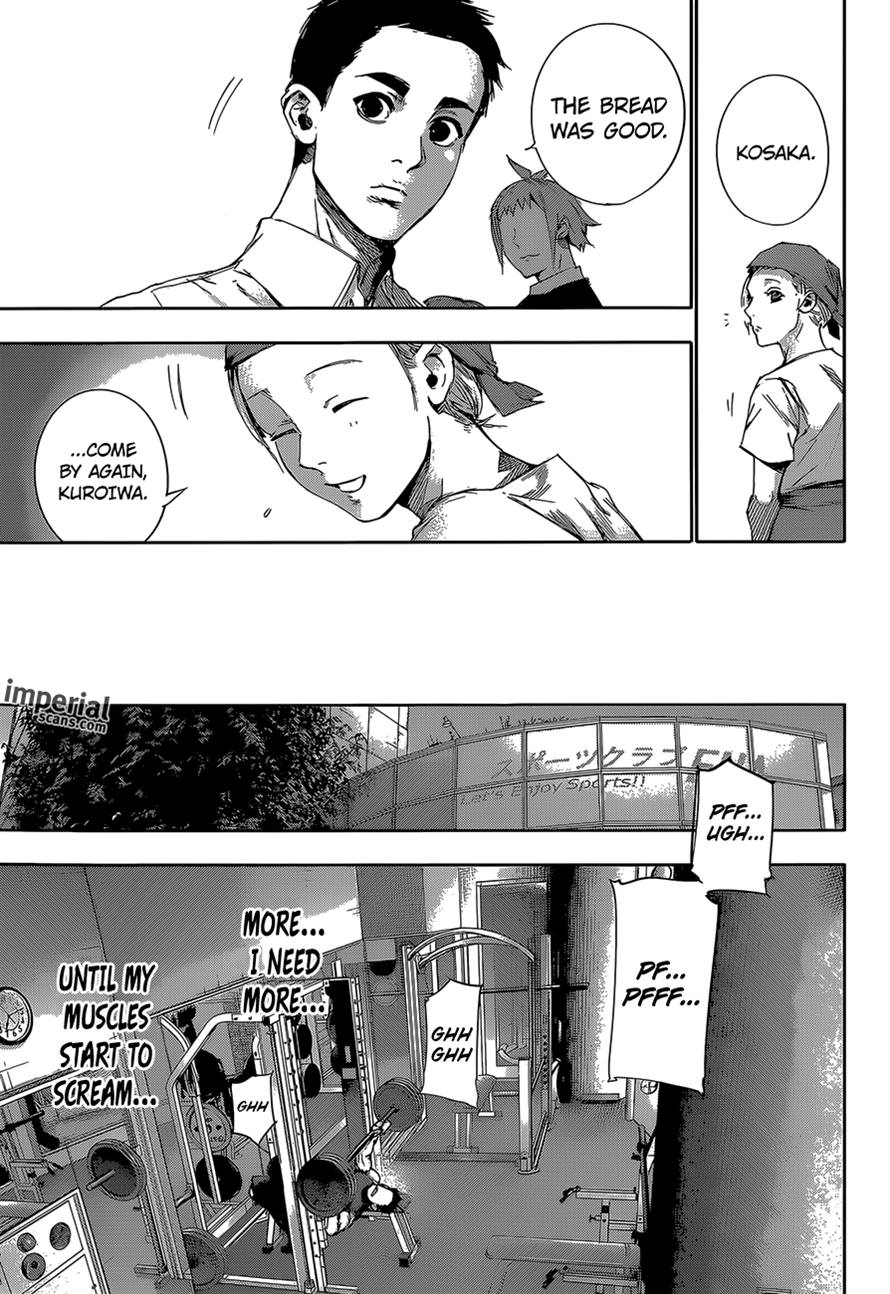 KOSAKA.
THE BREAD
WAS GOOD.
...COME
BY AGAIN,
KUROIWA.
imperial
scans.com
スポーツクラブ
Let's Enjoy Sports!!
PFF...
UGH...
PF...
PFFF...
GHH
GHH
MORE...
I NEED
MORE...
GHH
UNTIL MY
MUSCLES
START TO
SCREAM...